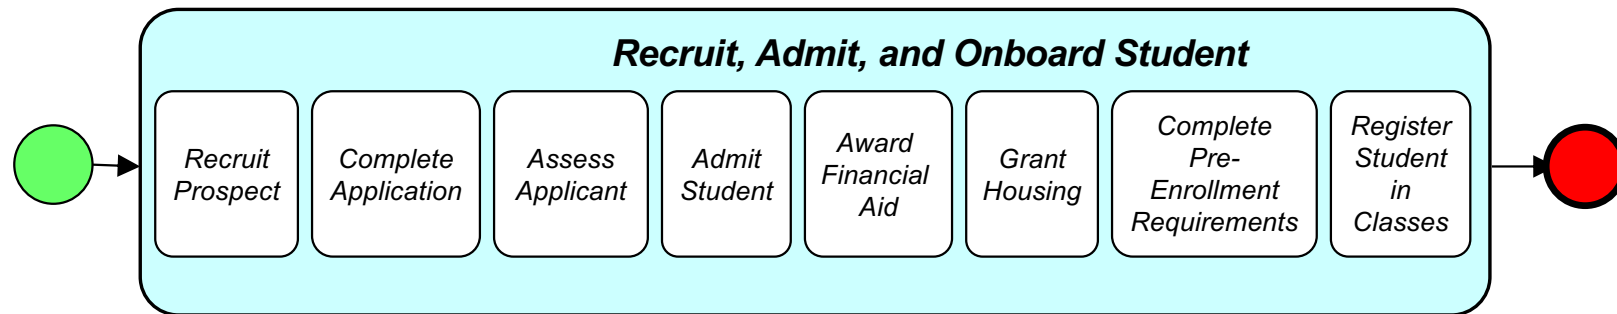 Recruit, Admit, and Onboard Student
Recruit
Prospect
Complete
Application
Assess
Applicant
Admit
Student
Award
Financial
Aid
Grant
Housing
Complete
Pre-
Enrollment
Requirements
Register
Student
in
Classes